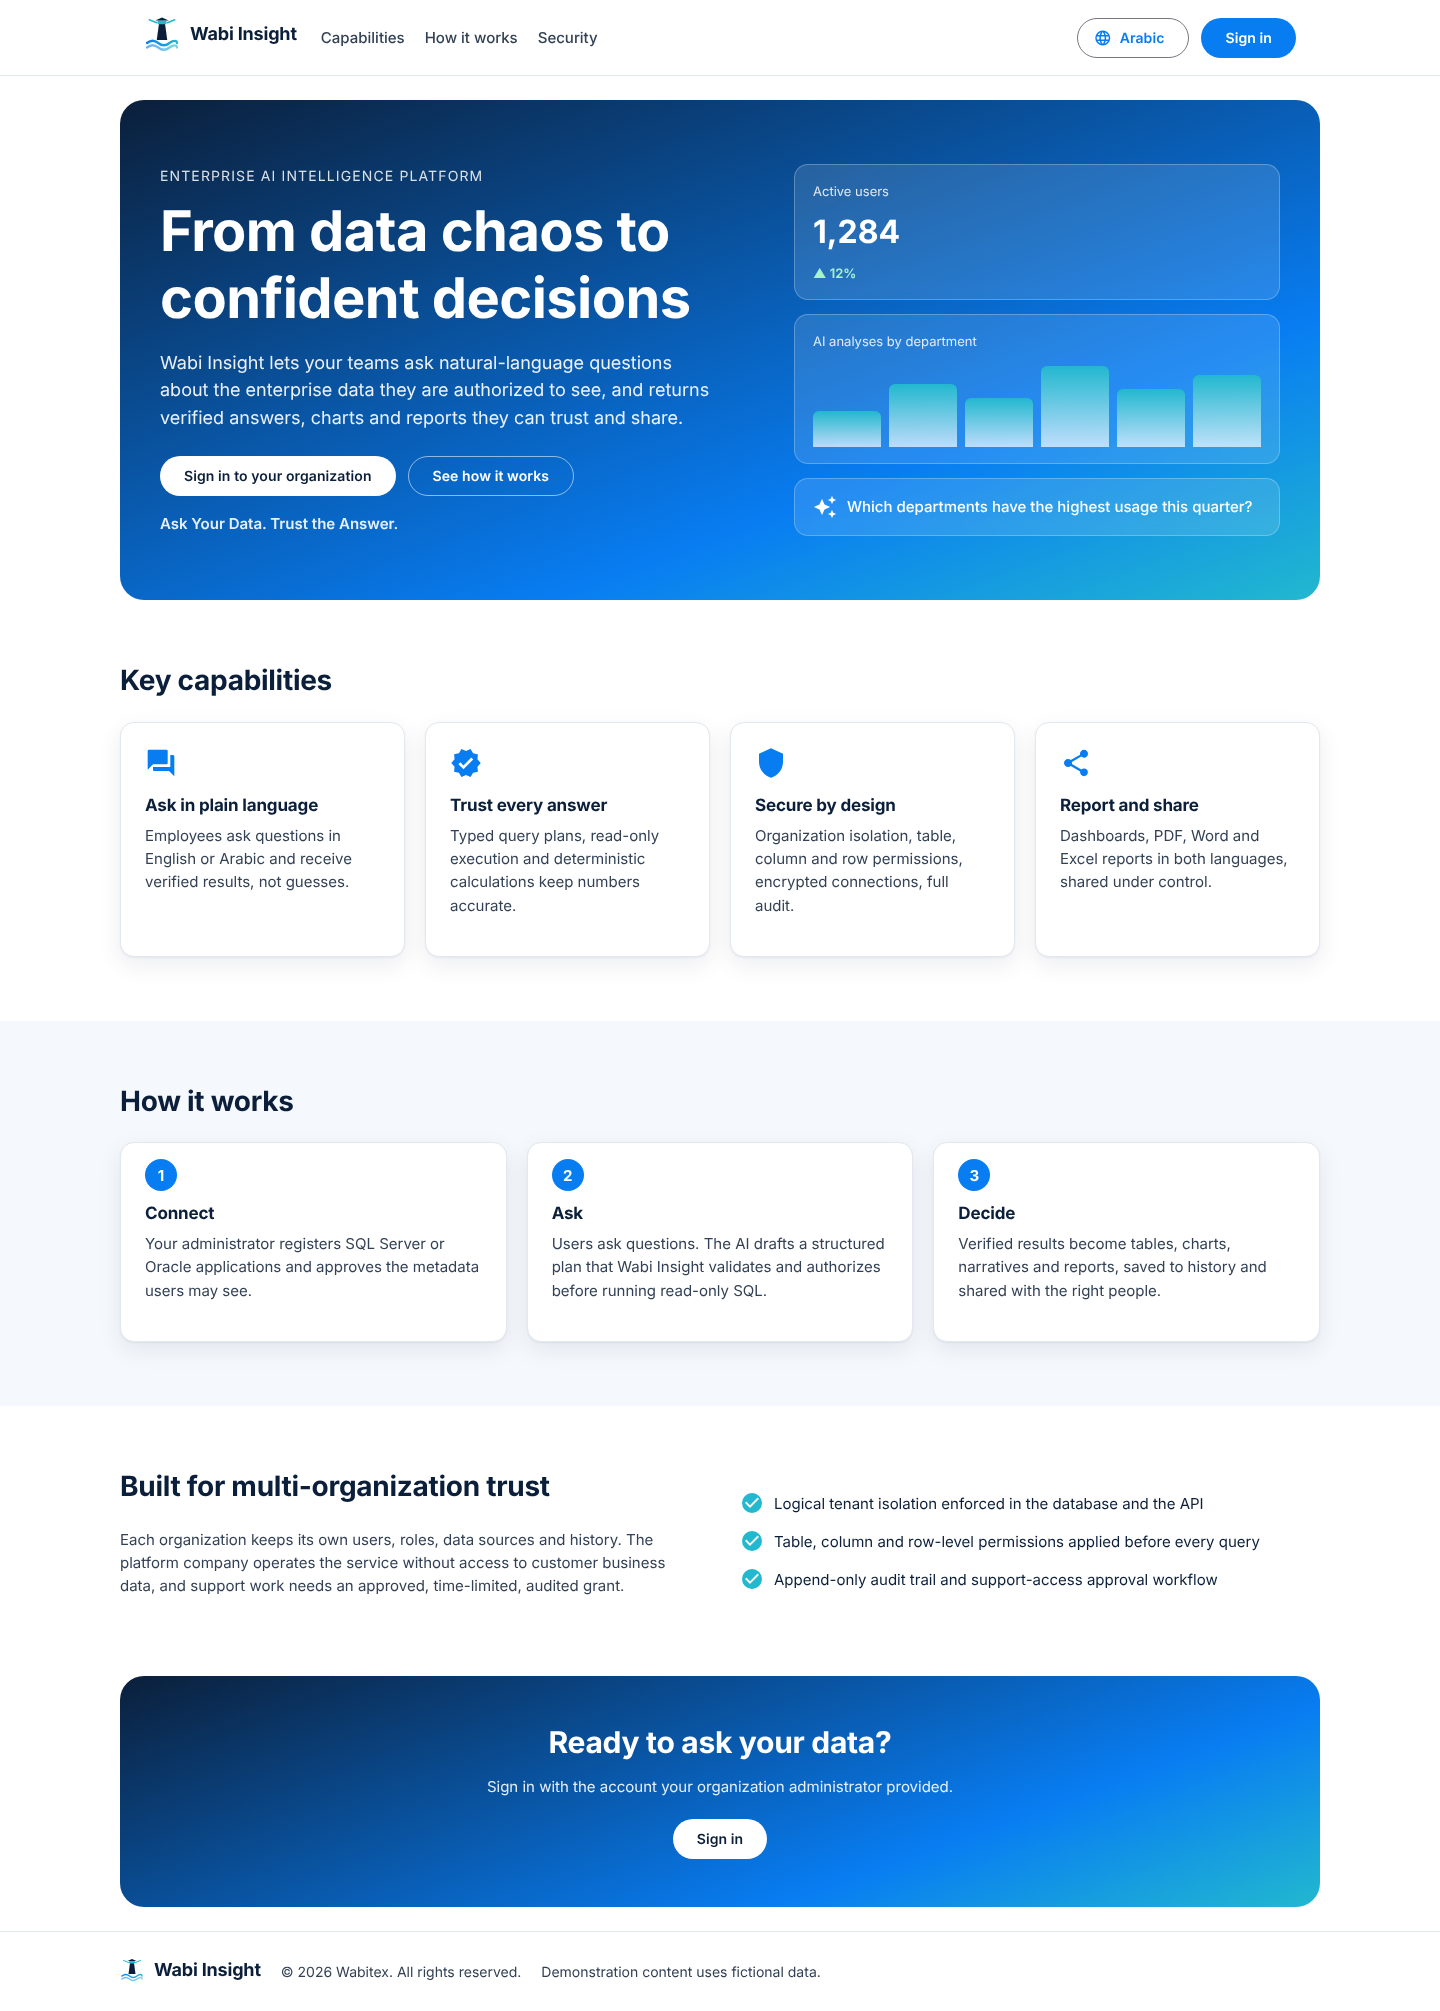 Wabi Insight
Capabilities
How it works
Security
Arabic
Sign in
ENTERPRISE AI INTELLIGENCE PLATFORM
From data chaos to
confident decisions
Wabi Insight lets your teams ask natural-language questions
about the enterprise data they are authorized to see, and returns
verified answers, charts and reports they can trust and share.
Sign in to your organization
See how it works
Ask Your Data. Trust the Answer.
Active users
1,284
▲ 12%
AI analyses by department
Which departments have the highest usage this quarter?
Key capabilities
Ask in plain language
Employees ask questions in
English or Arabic and receive
verified results, not guesses.
Trust every answer
Typed query plans, read-only
execution and deterministic
calculations keep numbers
accurate.
Secure by design
Organization isolation, table,
column and row permissions,
encrypted connections, full
audit.
Report and share
Dashboards, PDF, Word and
Excel reports in both languages,
shared under control.
How it works
1
Connect
Your administrator registers SQL Server or
Oracle applications and approves the metadata
users may see.
2
Ask
Users ask questions. The AI drafts a structured
plan that Wabi Insight validates and authorizes
before running read-only SQL.
3
Decide
Verified results become tables, charts,
narratives and reports, saved to history and
shared with the right people.
Built for multi-organization trust
Each organization keeps its own users, roles, data sources and history. The
platform company operates the service without access to customer business
data, and support work needs an approved, time-limited, audited grant.
Logical tenant isolation enforced in the database and the API
Table, column and row-level permissions applied before every query
Append-only audit trail and support-access approval workflow
Ready to ask your data?
Sign in with the account your organization administrator provided.
Sign in
Wabi Insight
© 2026 Wabitex. All rights reserved.
Demonstration content uses fictional data.